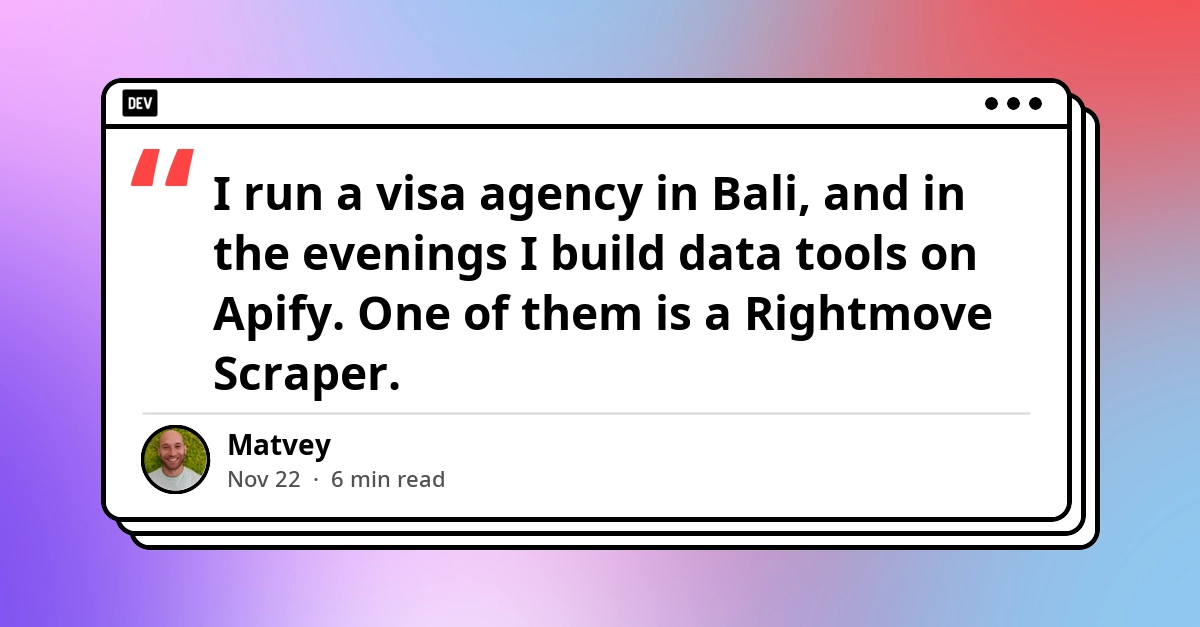 DEV
“
I run a visa agency in Bali, and in
the evenings I build data tools on
Apify. One of them is a Rightmove
Scraper.
Matvey
Nov 22 · 6 min read